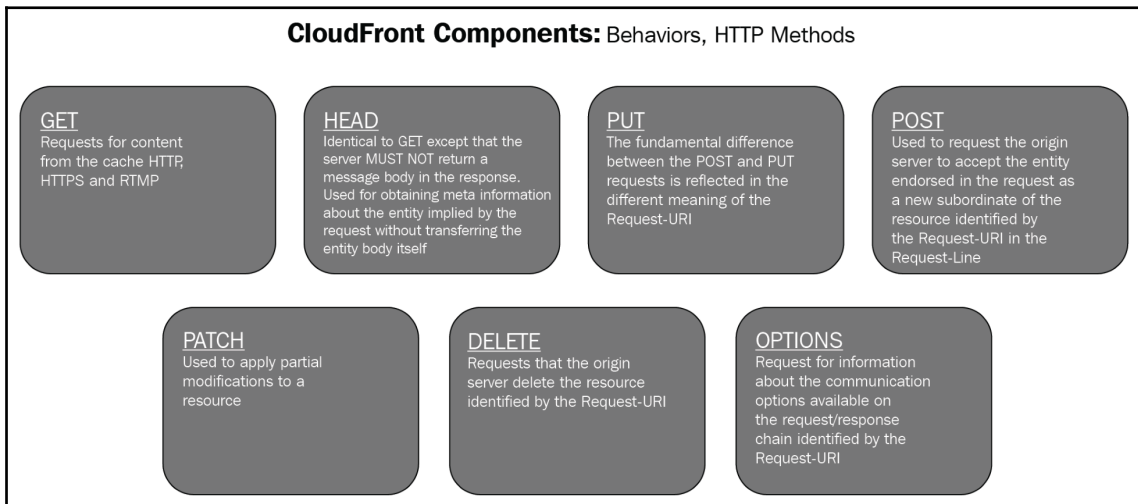 CloudFront Components: Behaviors, HTTP Methods
GET
Requests for content
from the cache HTTP,
HTTPS and RTMP
HEAD
Identical to GET except that the
server MUST NOT return a
message body in the response.
Used for obtaining meta information
about the entity implied by the
request without transferring the
entity body itself
PUT
The fundamental difference
between the POST and PUT
requests is reflected in the
different meaning of the
Request-URI
POST
Used to request the origin
server to accept the entity
endorsed in the request as
a new subordinate of the
resource identified by
the Request-URI in the
Request-Line
PATCH
Used to apply partial
modifications to a
resource
DELETE
Requests that the origin
server delete the resource
identified by the Request-URI
OPTIONS
Request for information
about the communication
options available on
the request/response
chain identified by the
Request-URI